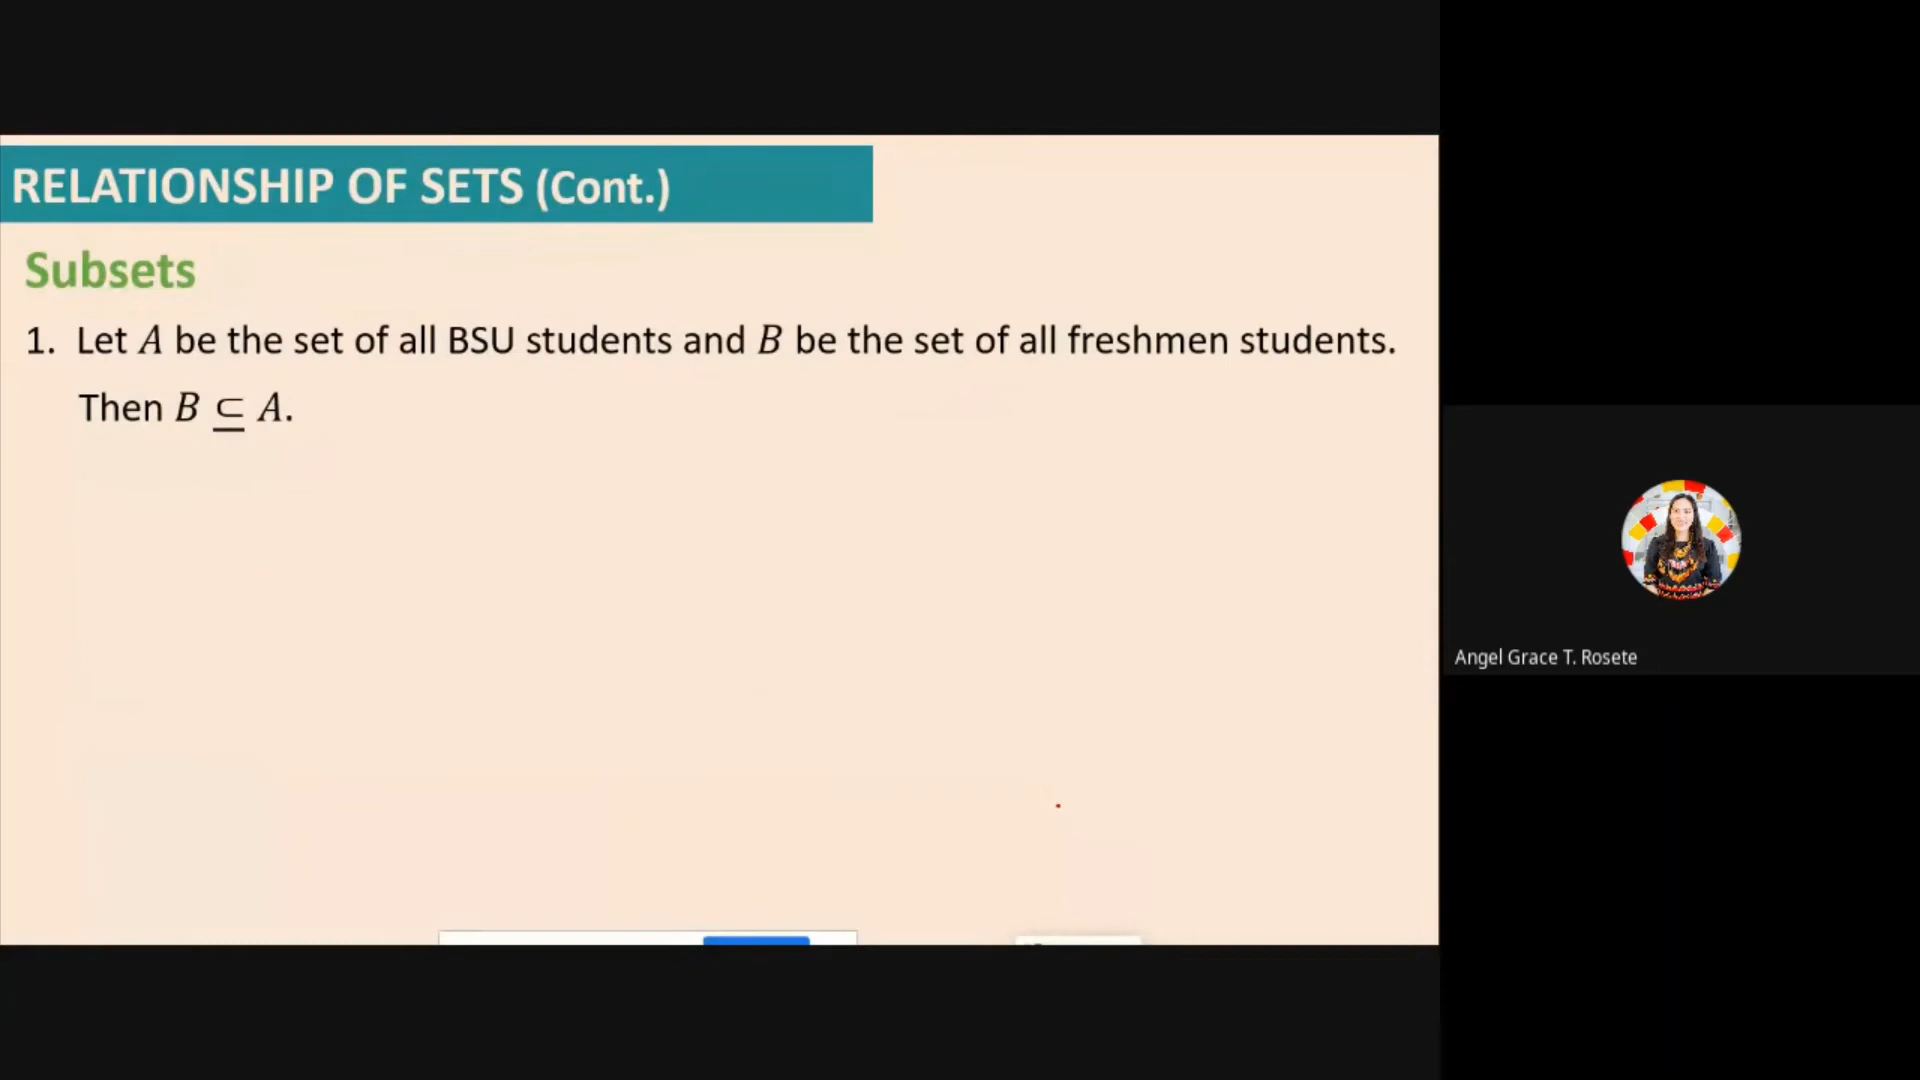 RELATIONSHIP OF SETS (Cont.)
Subsets
1. Let A be the set of all BSU students and B be the set of all freshmen students.
Then B ⊆ A.
Angel Grace T. Rosete